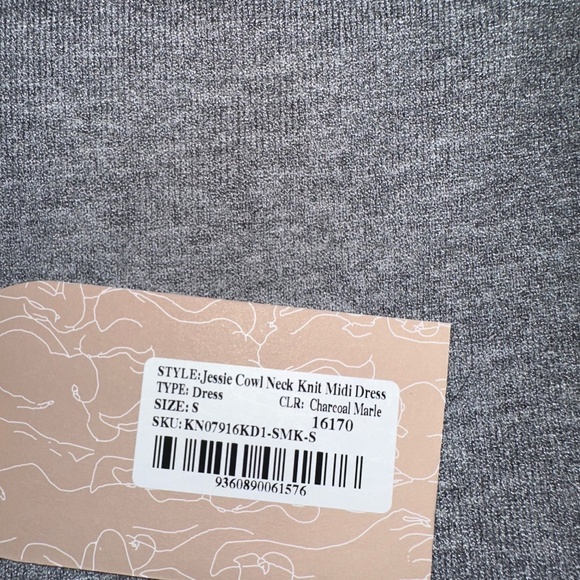 STYLE:Jessie Cowl Neck Knit Midi Dress
TYPE: Dress CLR: Charcoal Marle
SIZE: S 16170
SKU: KN07916KD1-SMK-S
9360890061576